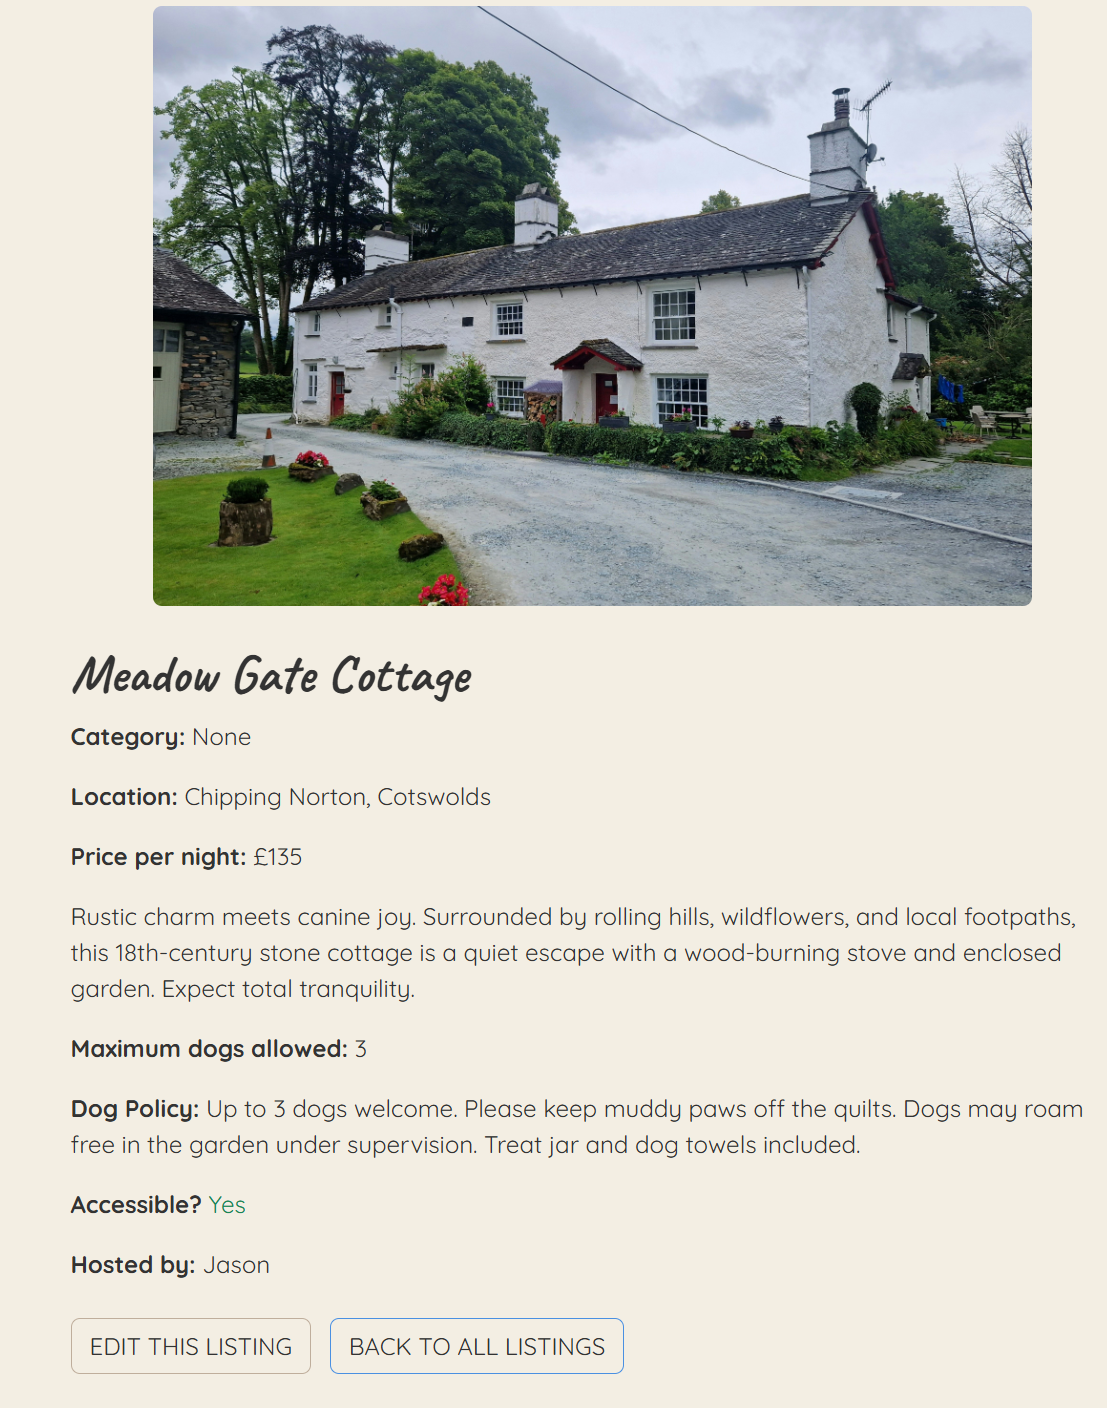 Meadow Gate Cottage
Category: None
Location: Chipping Norton, Cotswolds
Price per night: £135
Rustic charm meets canine joy. Surrounded by rolling hills, wildflowers, and local footpaths,
this 18th-century stone cottage is a quiet escape with a wood-burning stove and enclosed
garden. Expect total tranquility.
Maximum dogs allowed: 3
Dog Policy: Up to 3 dogs welcome. Please keep muddy paws off the quilts. Dogs may roam
free in the garden under supervision. Treat jar and dog towels included.
Accessible? Yes
Hosted by: Jason
EDIT THIS LISTING BACK TO ALL LISTINGS